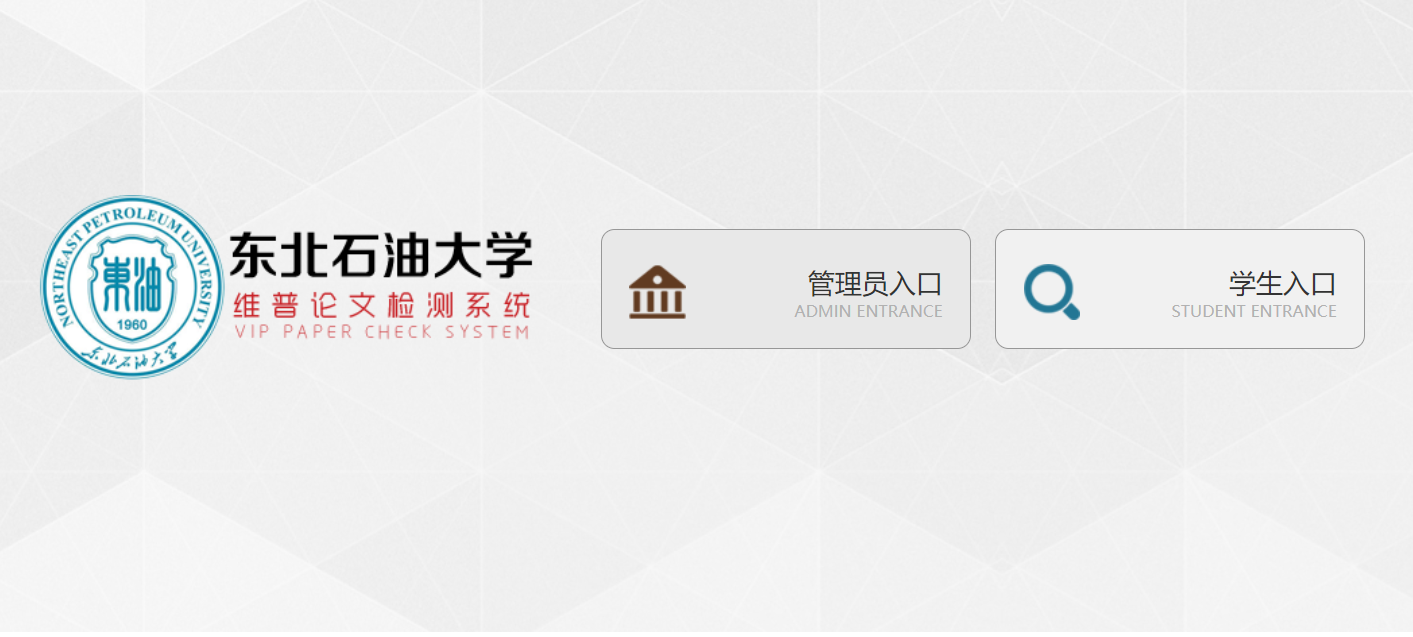 NORTHEAST PETROLEUM UNIVERSITY
東油
1960
东北石油大学
东北石油大学
维普论文检测系统
VIP PAPER CHECK SYSTEM
管理员入口
ADMIN ENTRANCE
学生入口
STUDENT ENTRANCE